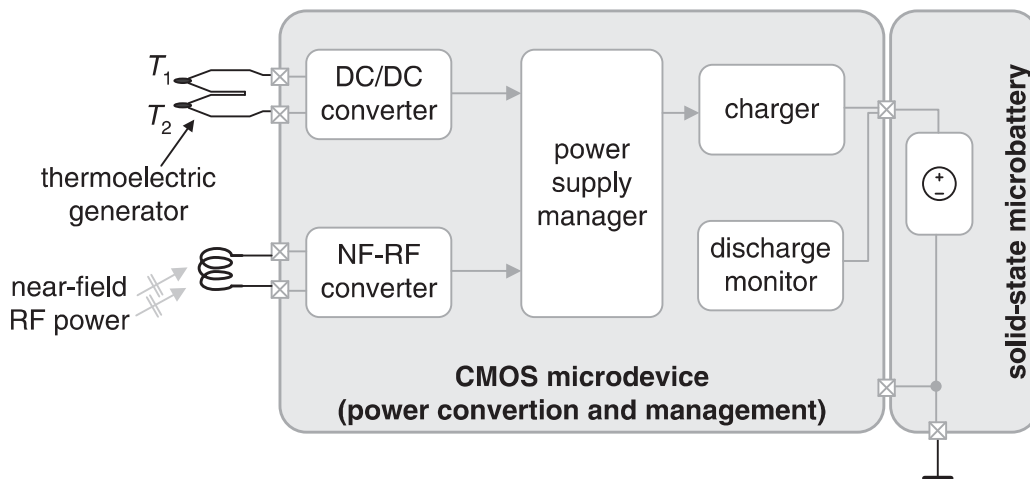 T1
T2
thermoelectric
generator
near-field
RF power
DC/DC
converter
NF-RF
converter
power
supply
manager
charger
discharge
monitor
+
−
CMOS microdevice
(power convertion and management)
solid-state microbattery